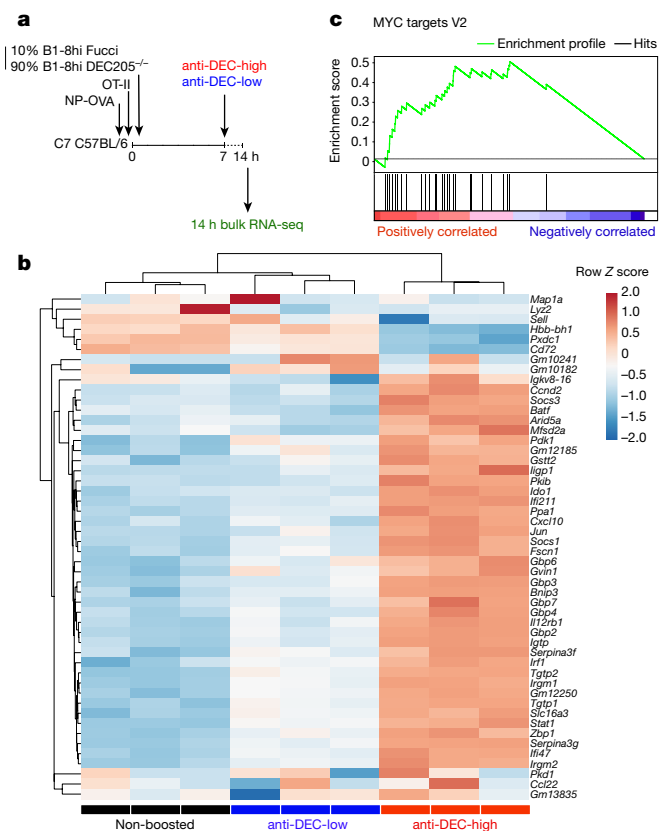 a
10% B1-8hi Fucci
90% B1-8hi DEC205–/–
OT-II
NP-OVA
C7 C57BL/6
0
7
14 h
anti-DEC-high
anti-DEC-low
14 h bulk RNA-seq
c
MYC targets V2
Enrichment profile
Hits
Enrichment score
0.5
0.4
0.3
0.2
0.1
0
Positively correlated
Negatively correlated
b
Row Z score
2.0
1.5
1.0
0.5
0
–0.5
–1.0
–1.5
–2.0
Map1a
Lyz2
Sell
Hbb-bh1
Pxdc1
Cd72
Gm10241
Gm10182
Igkv8-16
Ccnd2
Socs3
Batf
Arid5a
Mfsd2a
Pdk1
Gm12185
Gstt2
Iigp1
Pkib
Ido1
Ifi211
Ppa1
Cxcl10
Jun
Socs1
Fscn1
Gbp6
Gvin1
Gbp3
Bnip3
Gbp7
Gbp4
Il12rb1
Gbp2
Igtp
Serpina3f
Irf1
Tgtp2
Irgm1
Gm12250
Tgtp1
Slc16a3
Stat1
Zbp1
Serpina3g
Ifi47
Irgm2
Pkd1
Ccl22
Gm13835
Non-boosted
anti-DEC-low
anti-DEC-high